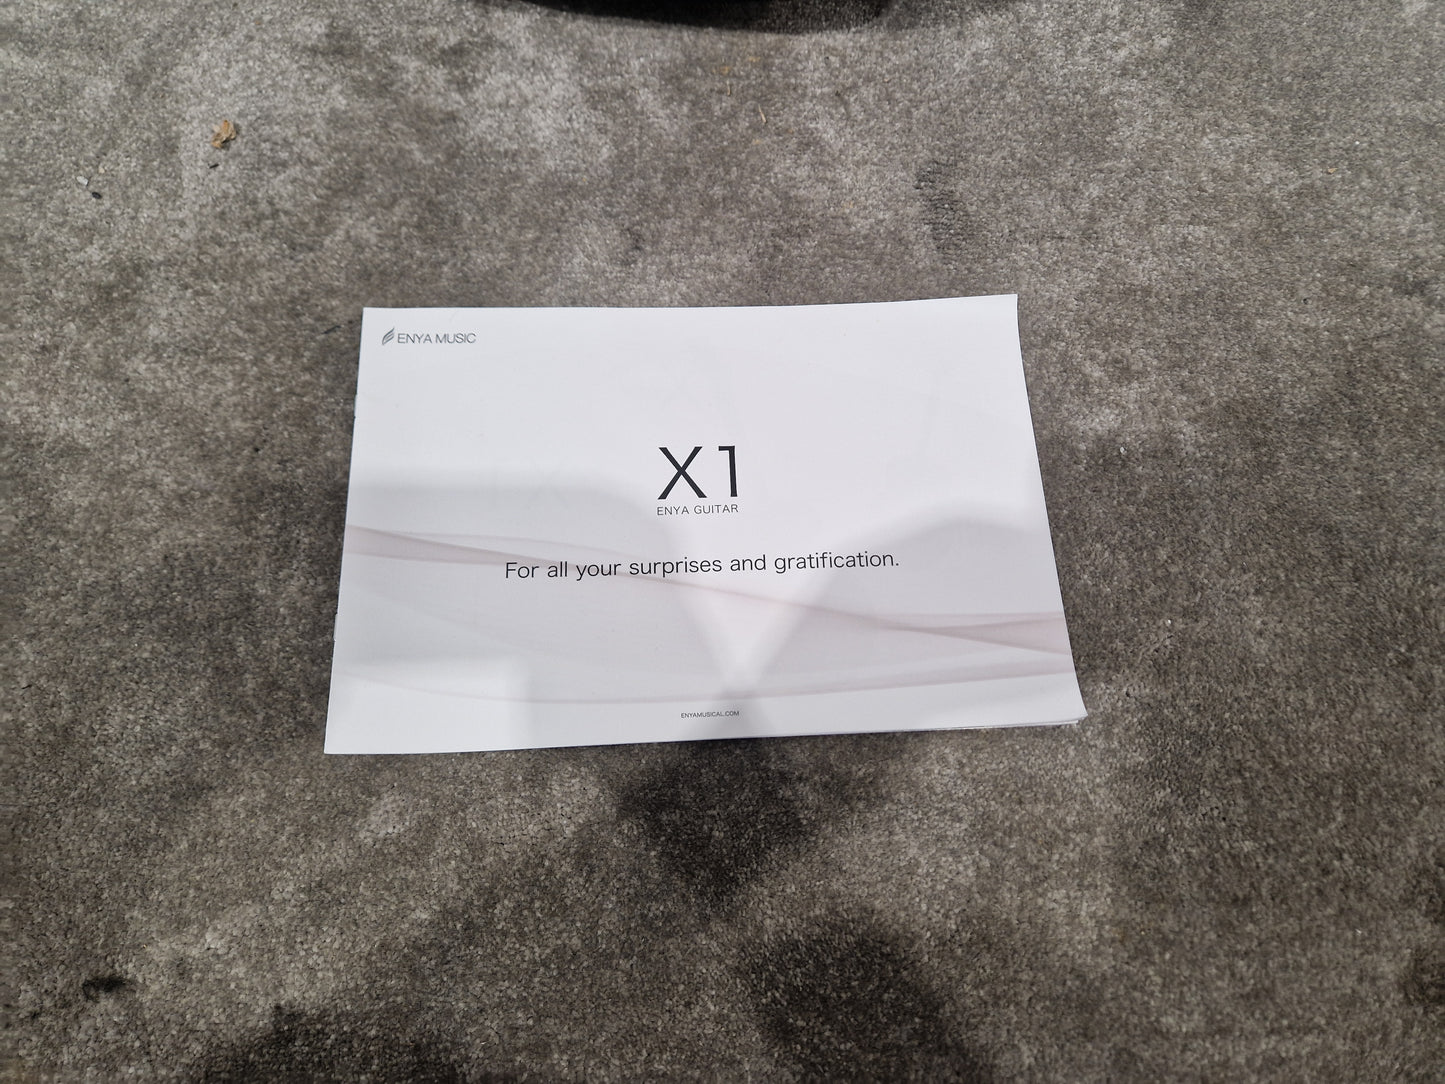 ENYA MUSIC
X1
ENYA GUITAR
For all your surprises and gratification.
ENYAMUSICAL.COM